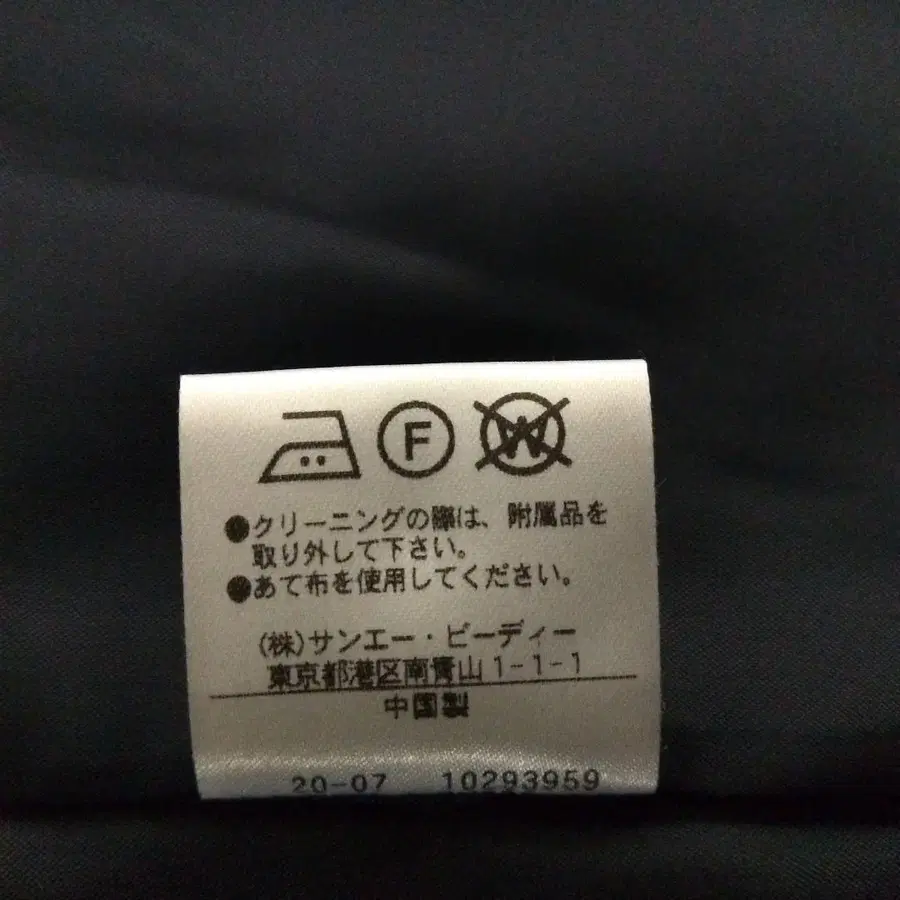 F W
●クリーニングの際は、附属品を
取り外して下さい。
●あて布を使用してください。
(株)サンエー・ビーディー
東京都港区南青山1-1-1
中国製
20-07 10293959